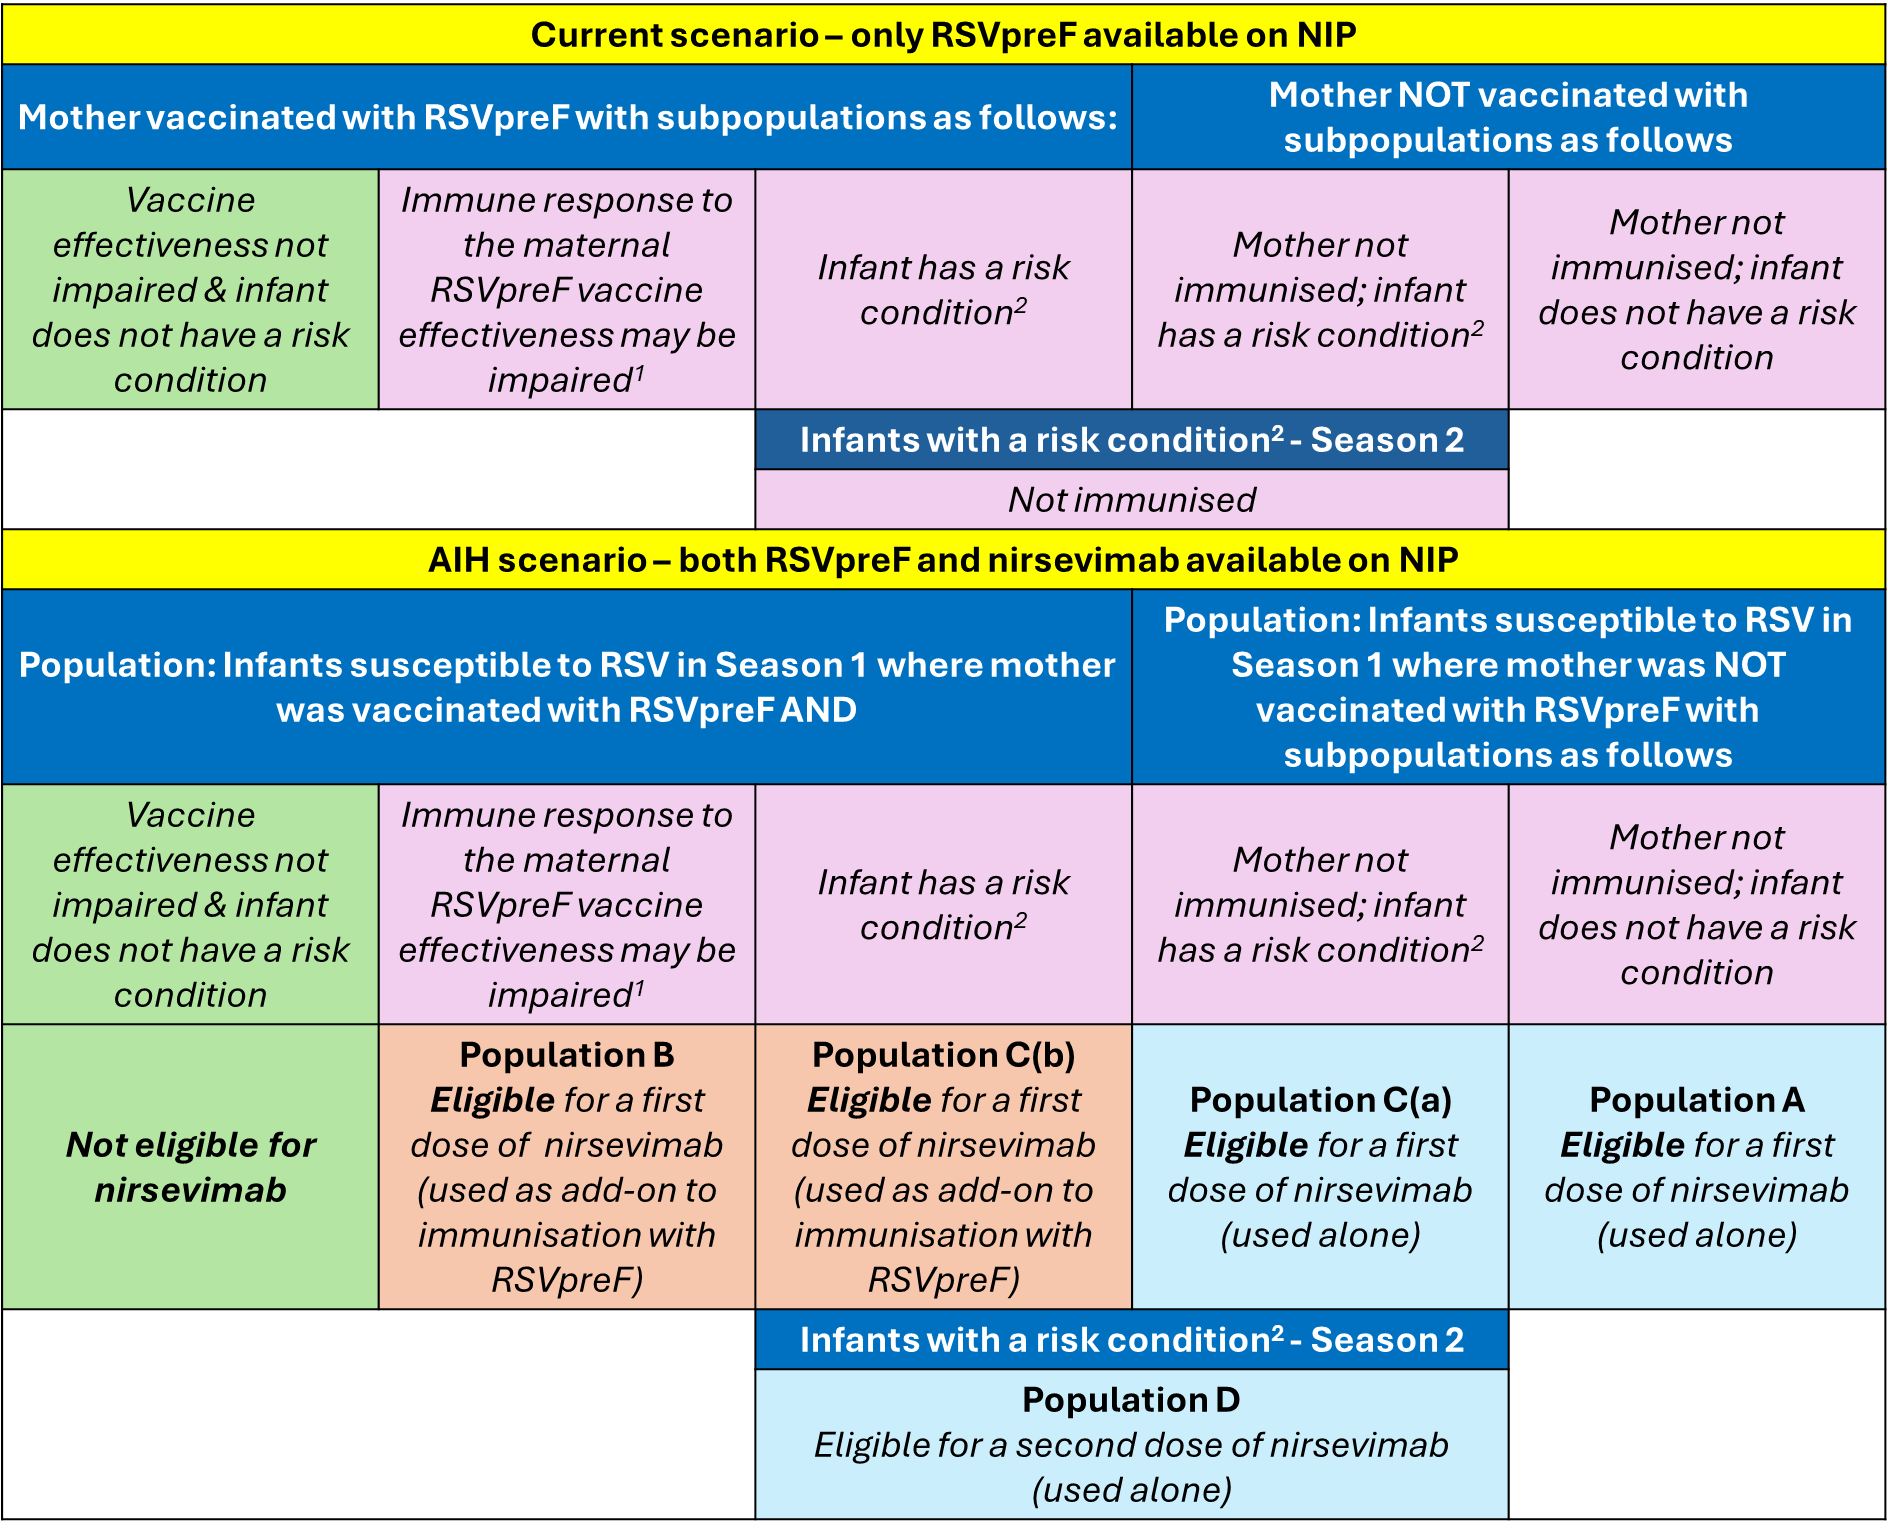 Current scenario – only RSVpreF available on NIP
Mother vaccinated with RSVpreF with subpopulations as follows:
Mother NOT vaccinated with
subpopulations as follows
Vaccine
effectiveness not
impaired & infant
does not have a risk
condition
Immune response to
the maternal
RSVpreF vaccine
effectiveness may be
impaired¹
Infant has a risk
condition²
Mother not
immunised; infant
has a risk condition²
Mother not
immunised; infant
does not have a risk
condition
Infants with a risk condition² - Season 2
Not immunised
AIH scenario – both RSVpreF and nirsevimab available on NIP
Population: Infants susceptible to RSV in Season 1 where mother
was vaccinated with RSVpreF AND
Population: Infants susceptible to RSV in
Season 1 where mother was NOT
vaccinated with RSVpreF with
subpopulations as follows
Vaccine
effectiveness not
impaired & infant
does not have a risk
condition
Immune response to
the maternal
RSVpreF vaccine
effectiveness may be
impaired¹
Infant has a risk
condition²
Mother not
immunised; infant
has a risk condition²
Mother not
immunised; infant
does not have a risk
condition
Not eligible for
nirsevimab
Population B
Eligible for a first
dose of nirsevimab
(used as add-on to
immunisation with
RSVpreF)
Population C(b)
Eligible for a first
dose of nirsevimab
(used as add-on to
immunisation with
RSVpreF)
Population C(a)
Eligible for a first
dose of nirsevimab
(used alone)
Population A
Eligible for a first
dose of nirsevimab
(used alone)
Infants with a risk condition² - Season 2
Population D
Eligible for a second dose of nirsevimab
(used alone)